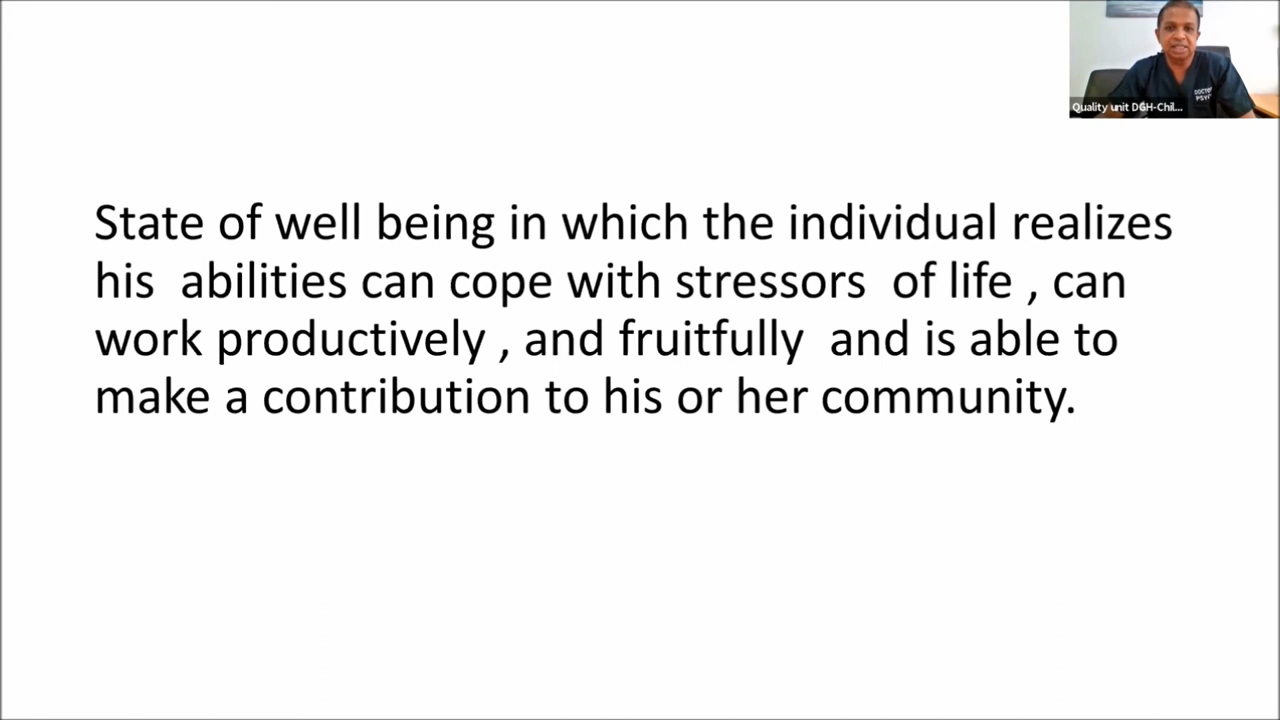 Quality unit DGH-Chil...
DOCTOR
State of well being in which the individual realizes
his  abilities can cope with stressors  of life , can
work productively , and fruitfully  and is able to
make a contribution to his or her community.